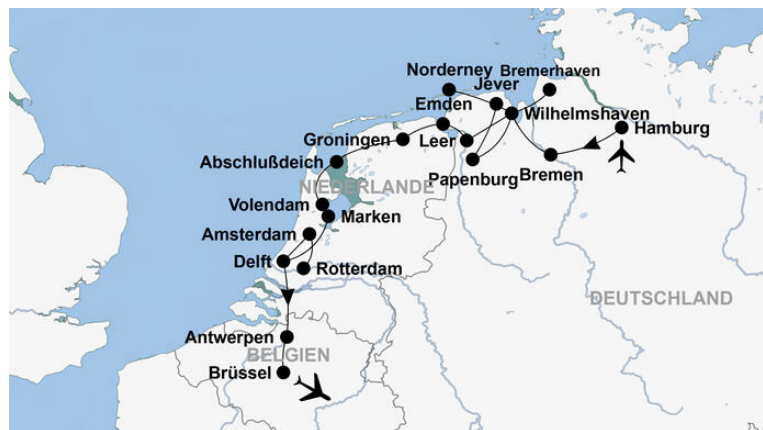 Norderney
Bremerhaven
Jever
Emden
Wilhelmshaven
Hamburg
Groningen
Leer
Abschlußdeich
Papenburg
Bremen
NIEDERLANDE
Volendam
Marken
Amsterdam
Delft
Rotterdam
DEUTSCHLAND
Antwerpen
BELGIEN
Brüssel